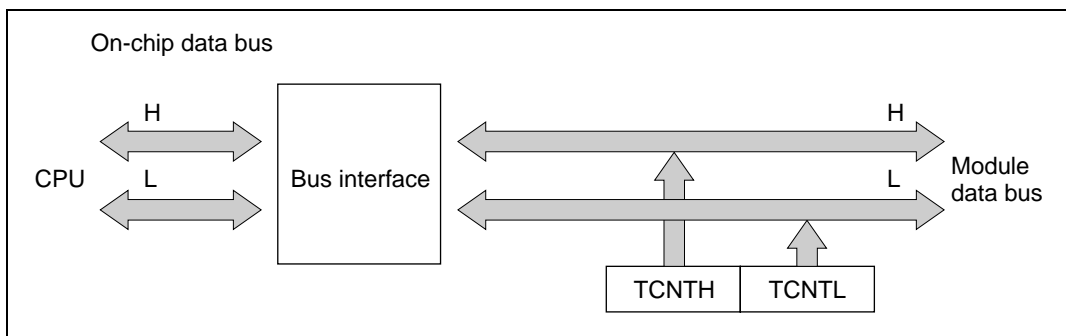 On-chip data bus
H
H
CPU
L
Bus interface
L
Module
data bus
TCNTH
TCNTL